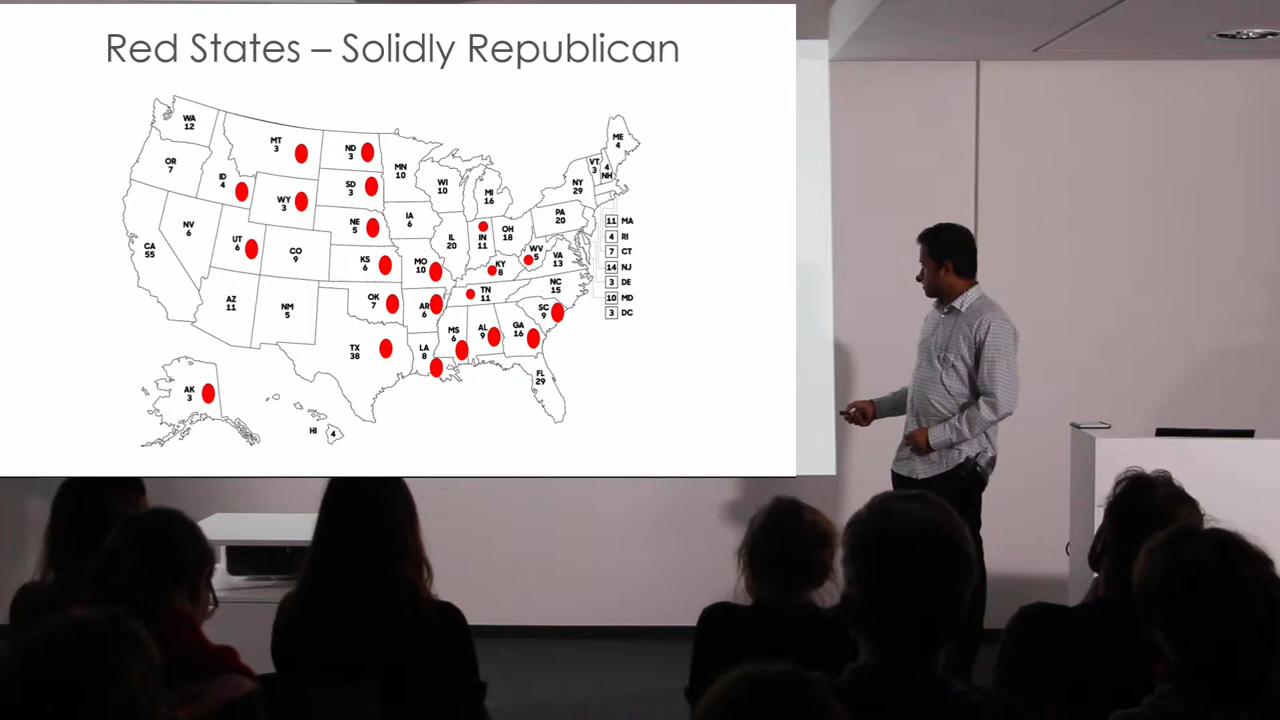 Red States – Solidly Republican
WA
12
OR
7
CA
55
NV
6
ID
4
MT
3
WY
3
UT
6
CO
9
AZ
11
NM
5
ND
3
SD
3
NE
5
KS
6
OK
7
TX
38
MN
10
IA
6
MO
10
AR
6
LA
8
WI
10
IL
20
MI
16
IN
11
OH
18
KY
8
WV
5
VA
13
TN
11
NC
15
SC
9
MS
6
AL
9
GA
16
FL
29
PA
20
NY
29
VT
3
4
NH
ME
4
11 MA
4 RI
7 CT
14 NJ
3 DE
10 MD
3 DC
AK
3
HI 4